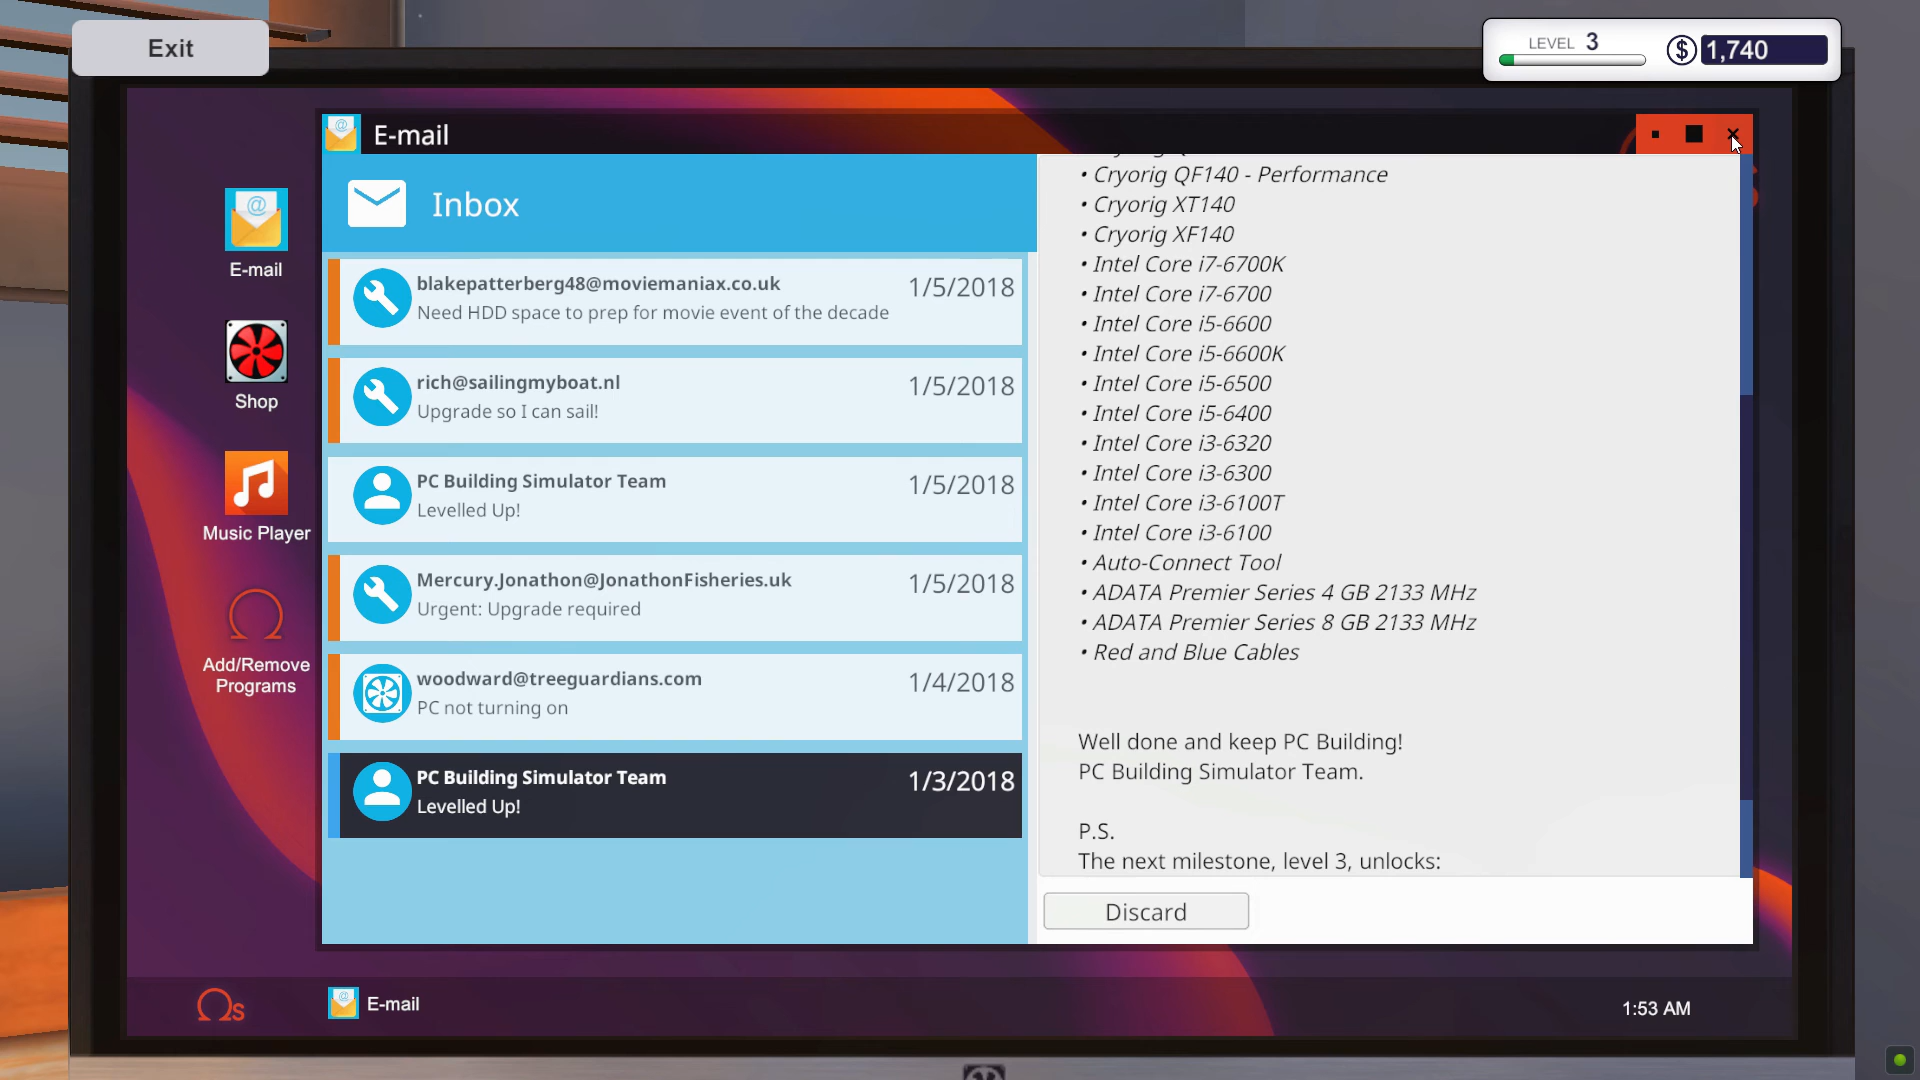 Exit
LEVEL 3
$ 1,740
E-mail
Inbox
blakepatterberg48@moviemaniax.co.uk
1/5/2018
Need HDD space to prep for movie event of the decade
rich@sailingmyboat.nl
1/5/2018
Upgrade so I can sail!
PC Building Simulator Team
1/5/2018
Levelled Up!
Mercury.Jonathon@JonathonFisheries.uk
1/5/2018
Urgent: Upgrade required
woodward@treeguardians.com
1/4/2018
PC not turning on
PC Building Simulator Team
1/3/2018
Levelled Up!
• Cryorig QF140 - Performance
• Cryorig XT140
• Cryorig XF140
• Intel Core i7-6700K
• Intel Core i7-6700
• Intel Core i5-6600
• Intel Core i5-6600K
• Intel Core i5-6500
• Intel Core i5-6400
• Intel Core i3-6320
• Intel Core i3-6300
• Intel Core i3-6100T
• Intel Core i3-6100
• Auto-Connect Tool
• ADATA Premier Series 4 GB 2133 MHz
• ADATA Premier Series 8 GB 2133 MHz
• Red and Blue Cables
Well done and keep PC Building!
PC Building Simulator Team.
P.S.
The next milestone, level 3, unlocks:
Discard
E-mail
Shop
Music Player
Add/Remove
Programs
Ωs
E-mail
1:53 AM